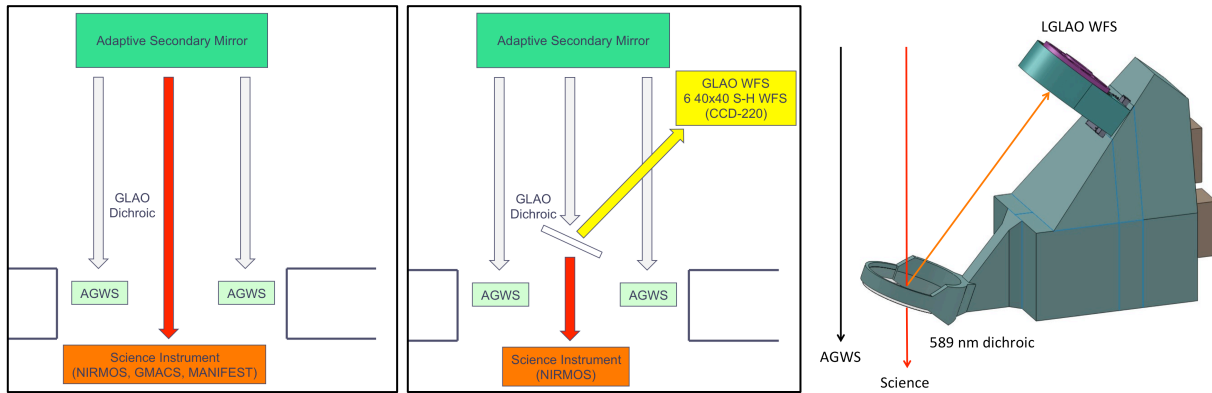 Adaptive Secondary Mirror
GLAO
Dichroic
AGWS
AGWS
Science Instrument
(NIRMOS, GMACS, MANIFEST)
Adaptive Secondary Mirror
GLAO WFS
6 40x40 S-H WFS
(CCD-220)
GLAO
Dichroic
AGWS
AGWS
Science Instrument
(NIRMOS)
LGLAO WFS
589 nm dichroic
AGWS
Science